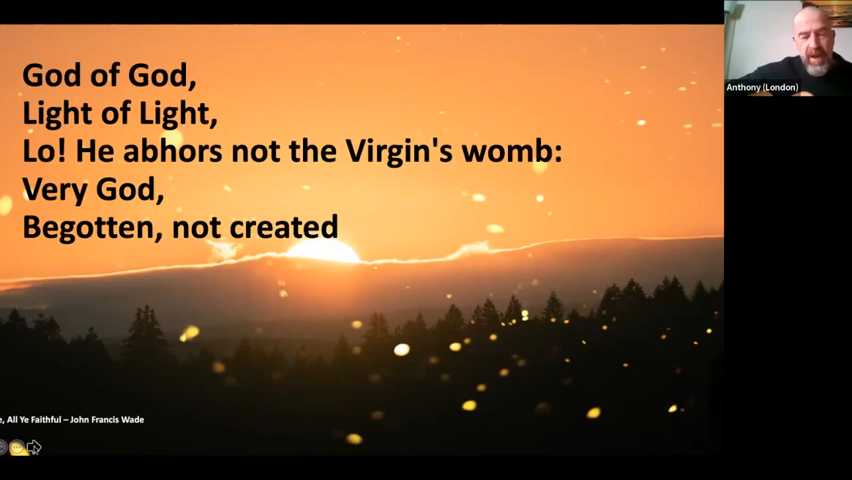 God of God,
Light of Light,
Lo! He abhors not the Virgin's womb:
Very God,
Begotten, not created
All Ye Faithful – John Francis Wade
Anthony (London)